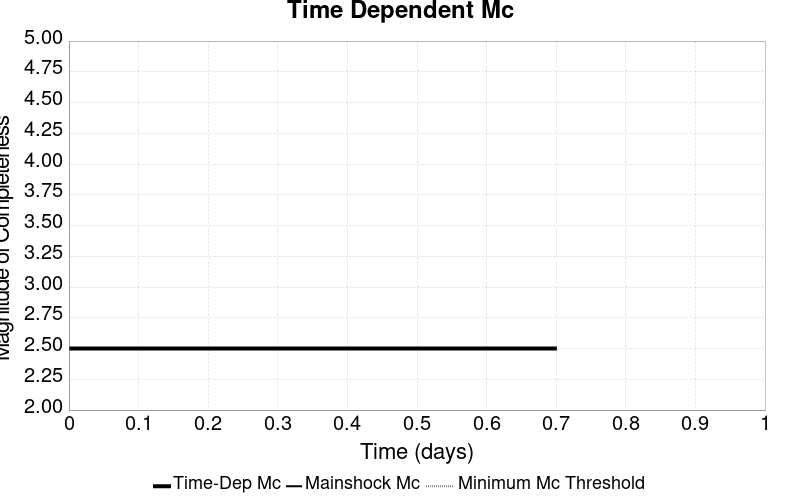 Time Dependent Mc
5.00
4.75
4.50
4.25
4.00
3.75
3.50
3.25
3.00
2.75
2.50
2.25
2.00
Magnitude of Completeness
0 0.1 0.2 0.3 0.4 0.5 0.6 0.7 0.8 0.9 1
Time (days)
Time-Dep Mc Mainshock Mc Minimum Mc Threshold